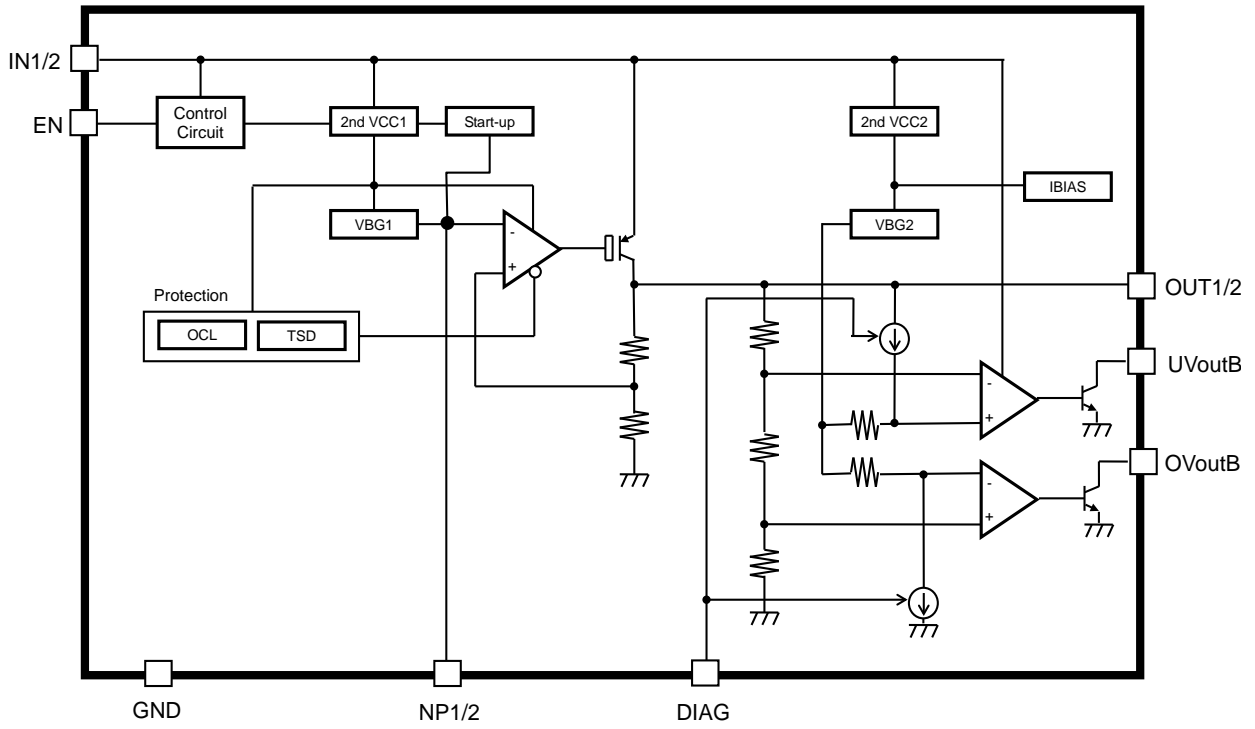 IN1/2
EN
Control
Circuit
2nd VCC1
Start-up
2nd VCC2
IBIAS
VBG1
VBG2
-
+
Protection
OCL
TSD
OUT1/2
UVoutB
-
+
OVoutB
-
+
GND
NP1/2
DIAG